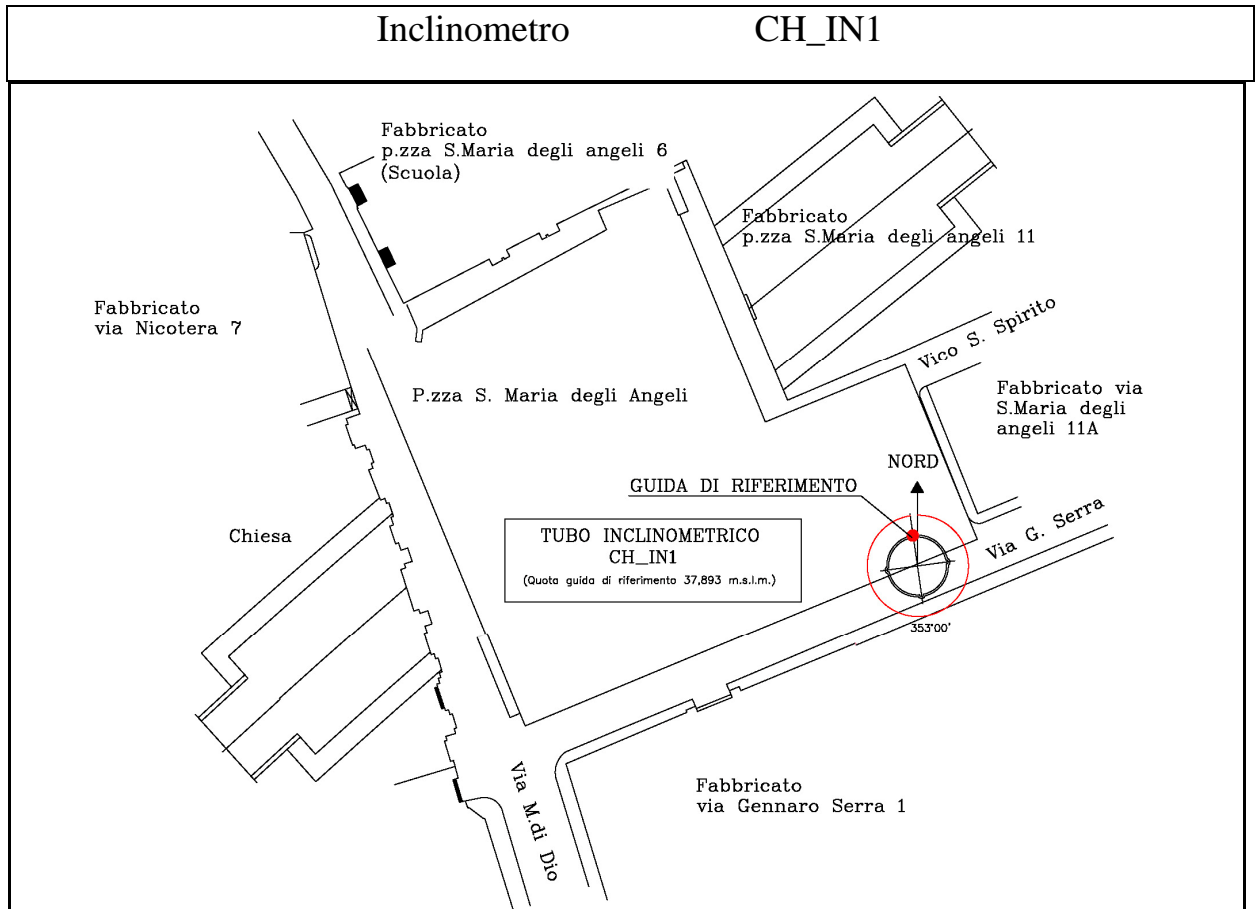 Inclinometro CH_IN1
Fabbricato
p.zza S.Maria degli angeli 6
(Scuola)
Fabbricato
p.zza S.Maria degli angeli 11
Fabbricato
via Nicotera 7
Vico S. Spirito
P.zza S. Maria degli Angeli
Fabbricato via
S.Maria degli
angeli 11A
NORD
GUIDA DI RIFERIMENTO
Chiesa
TUBO INCLINOMETRICO
CH_IN1
(Quota guida di riferimento 37,893 m.s.l.m.)
Via G. Serra
353°00'
Via M.di Dio
Fabbricato
via Gennaro Serra 1